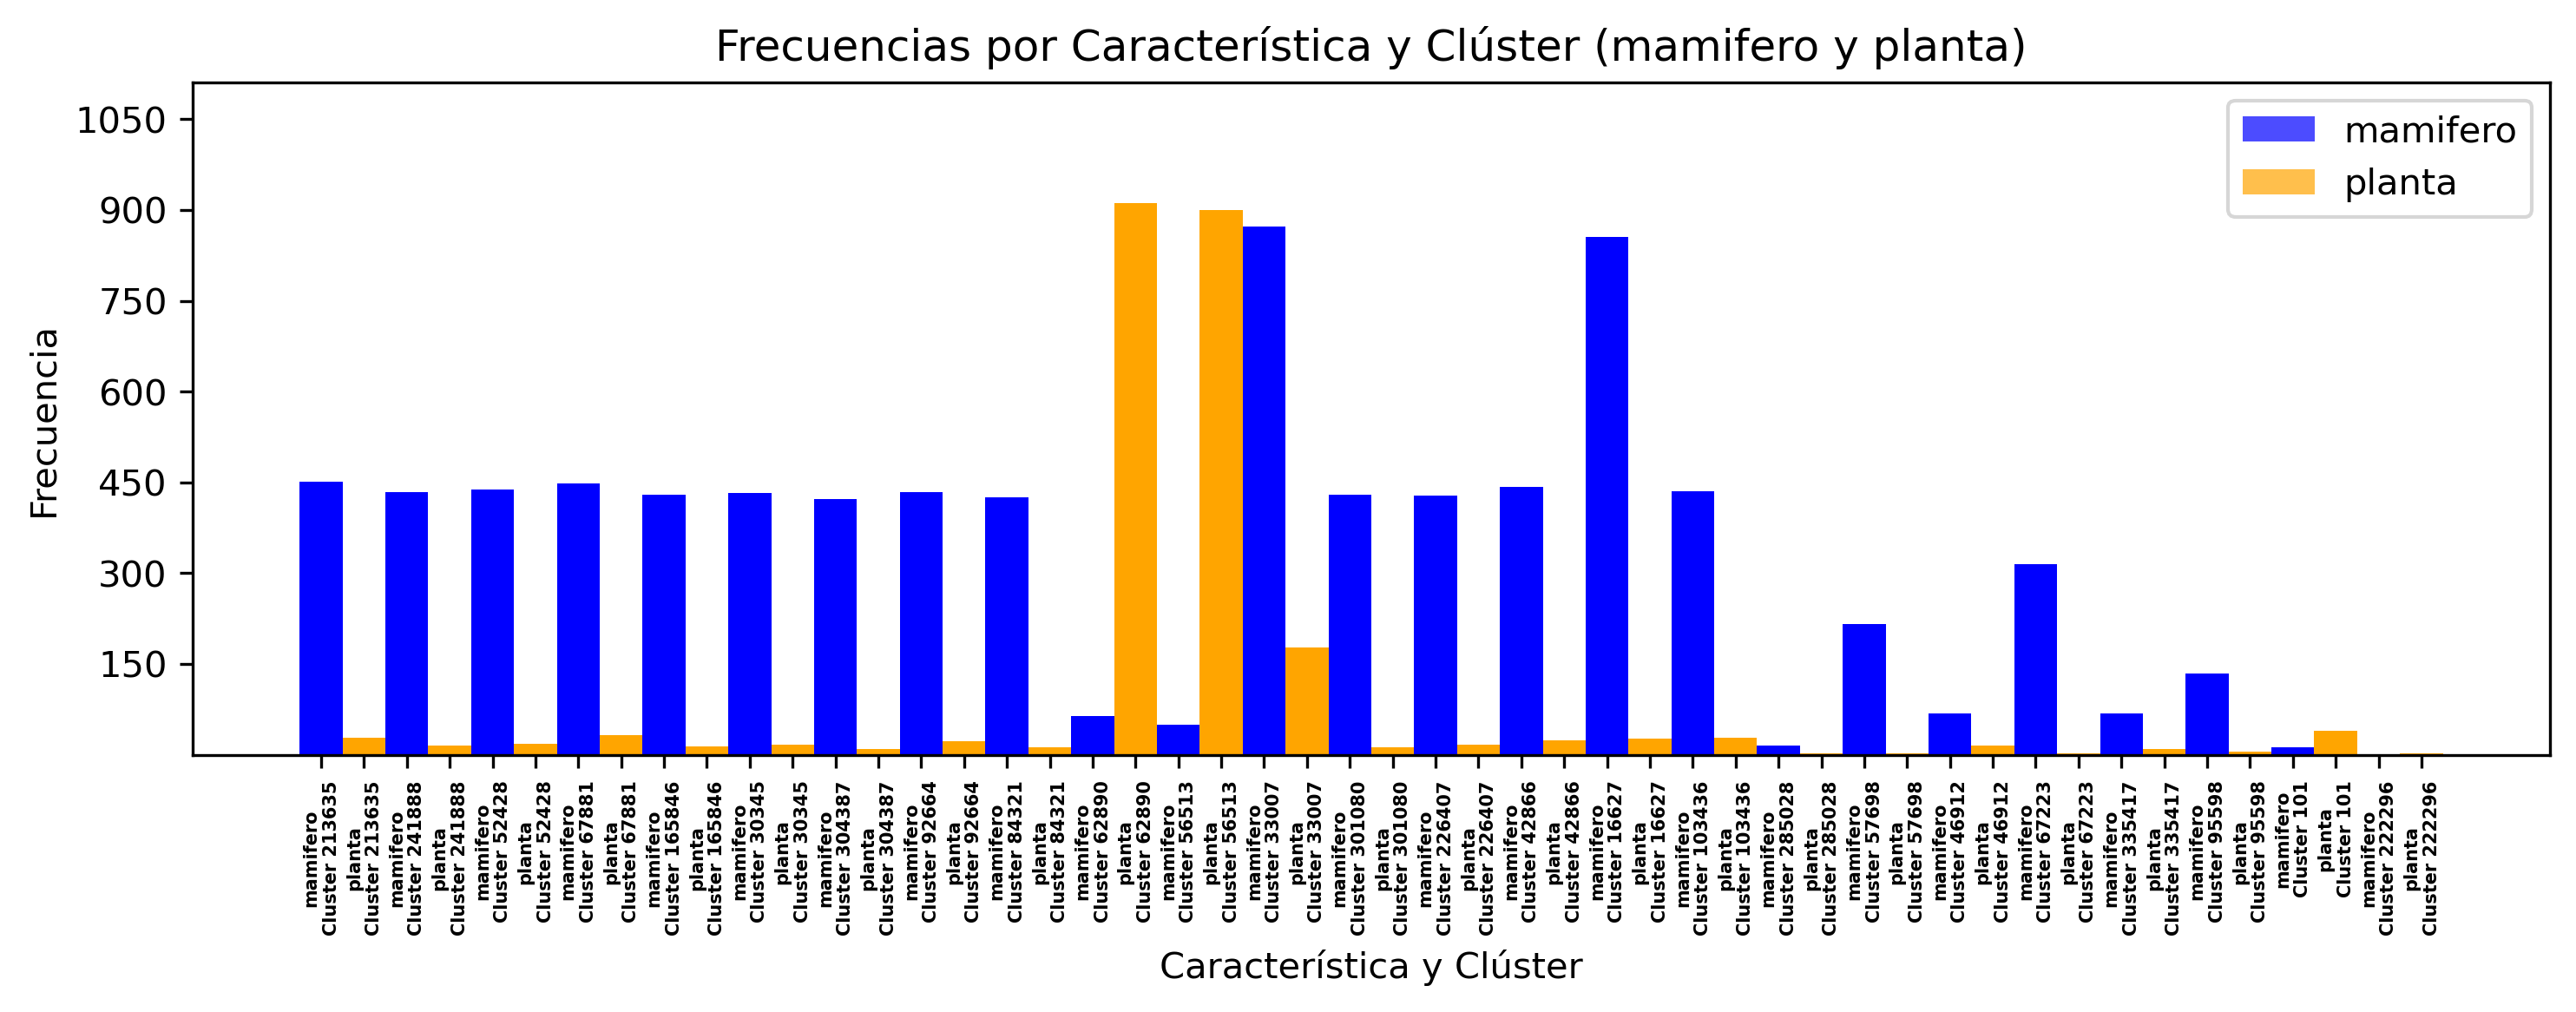 Frecuencias por Característica y Clúster (mamifero y planta)
mamifero
planta
1050
900
750
600
450
300
150
Frecuencia
mamifero
Cluster 213635
planta
Cluster 213635
mamifero
Cluster 241888
planta
Cluster 241888
mamifero
Cluster 52428
planta
Cluster 52428
mamifero
Cluster 67881
planta
Cluster 67881
mamifero
Cluster 165846
planta
Cluster 165846
mamifero
Cluster 30345
planta
Cluster 30345
mamifero
Cluster 304387
planta
Cluster 304387
mamifero
Cluster 92664
planta
Cluster 92664
mamifero
Cluster 84321
planta
Cluster 84321
mamifero
Cluster 62890
planta
Cluster 62890
mamifero
Cluster 56513
planta
Cluster 56513
mamifero
Cluster 33007
planta
Cluster 33007
mamifero
Cluster 301080
planta
Cluster 301080
mamifero
Cluster 226407
planta
Cluster 226407
mamifero
Cluster 42866
planta
Cluster 42866
mamifero
Cluster 16627
planta
Cluster 16627
mamifero
Cluster 103436
planta
Cluster 103436
mamifero
Cluster 285028
planta
Cluster 285028
mamifero
Cluster 57698
planta
Cluster 57698
mamifero
Cluster 46912
planta
Cluster 46912
mamifero
Cluster 67223
planta
Cluster 67223
mamifero
Cluster 335417
planta
Cluster 335417
mamifero
Cluster 95598
planta
Cluster 95598
mamifero
Cluster 101
planta
Cluster 101
mamifero
Cluster 222296
planta
Cluster 222296
Característica y Clúster